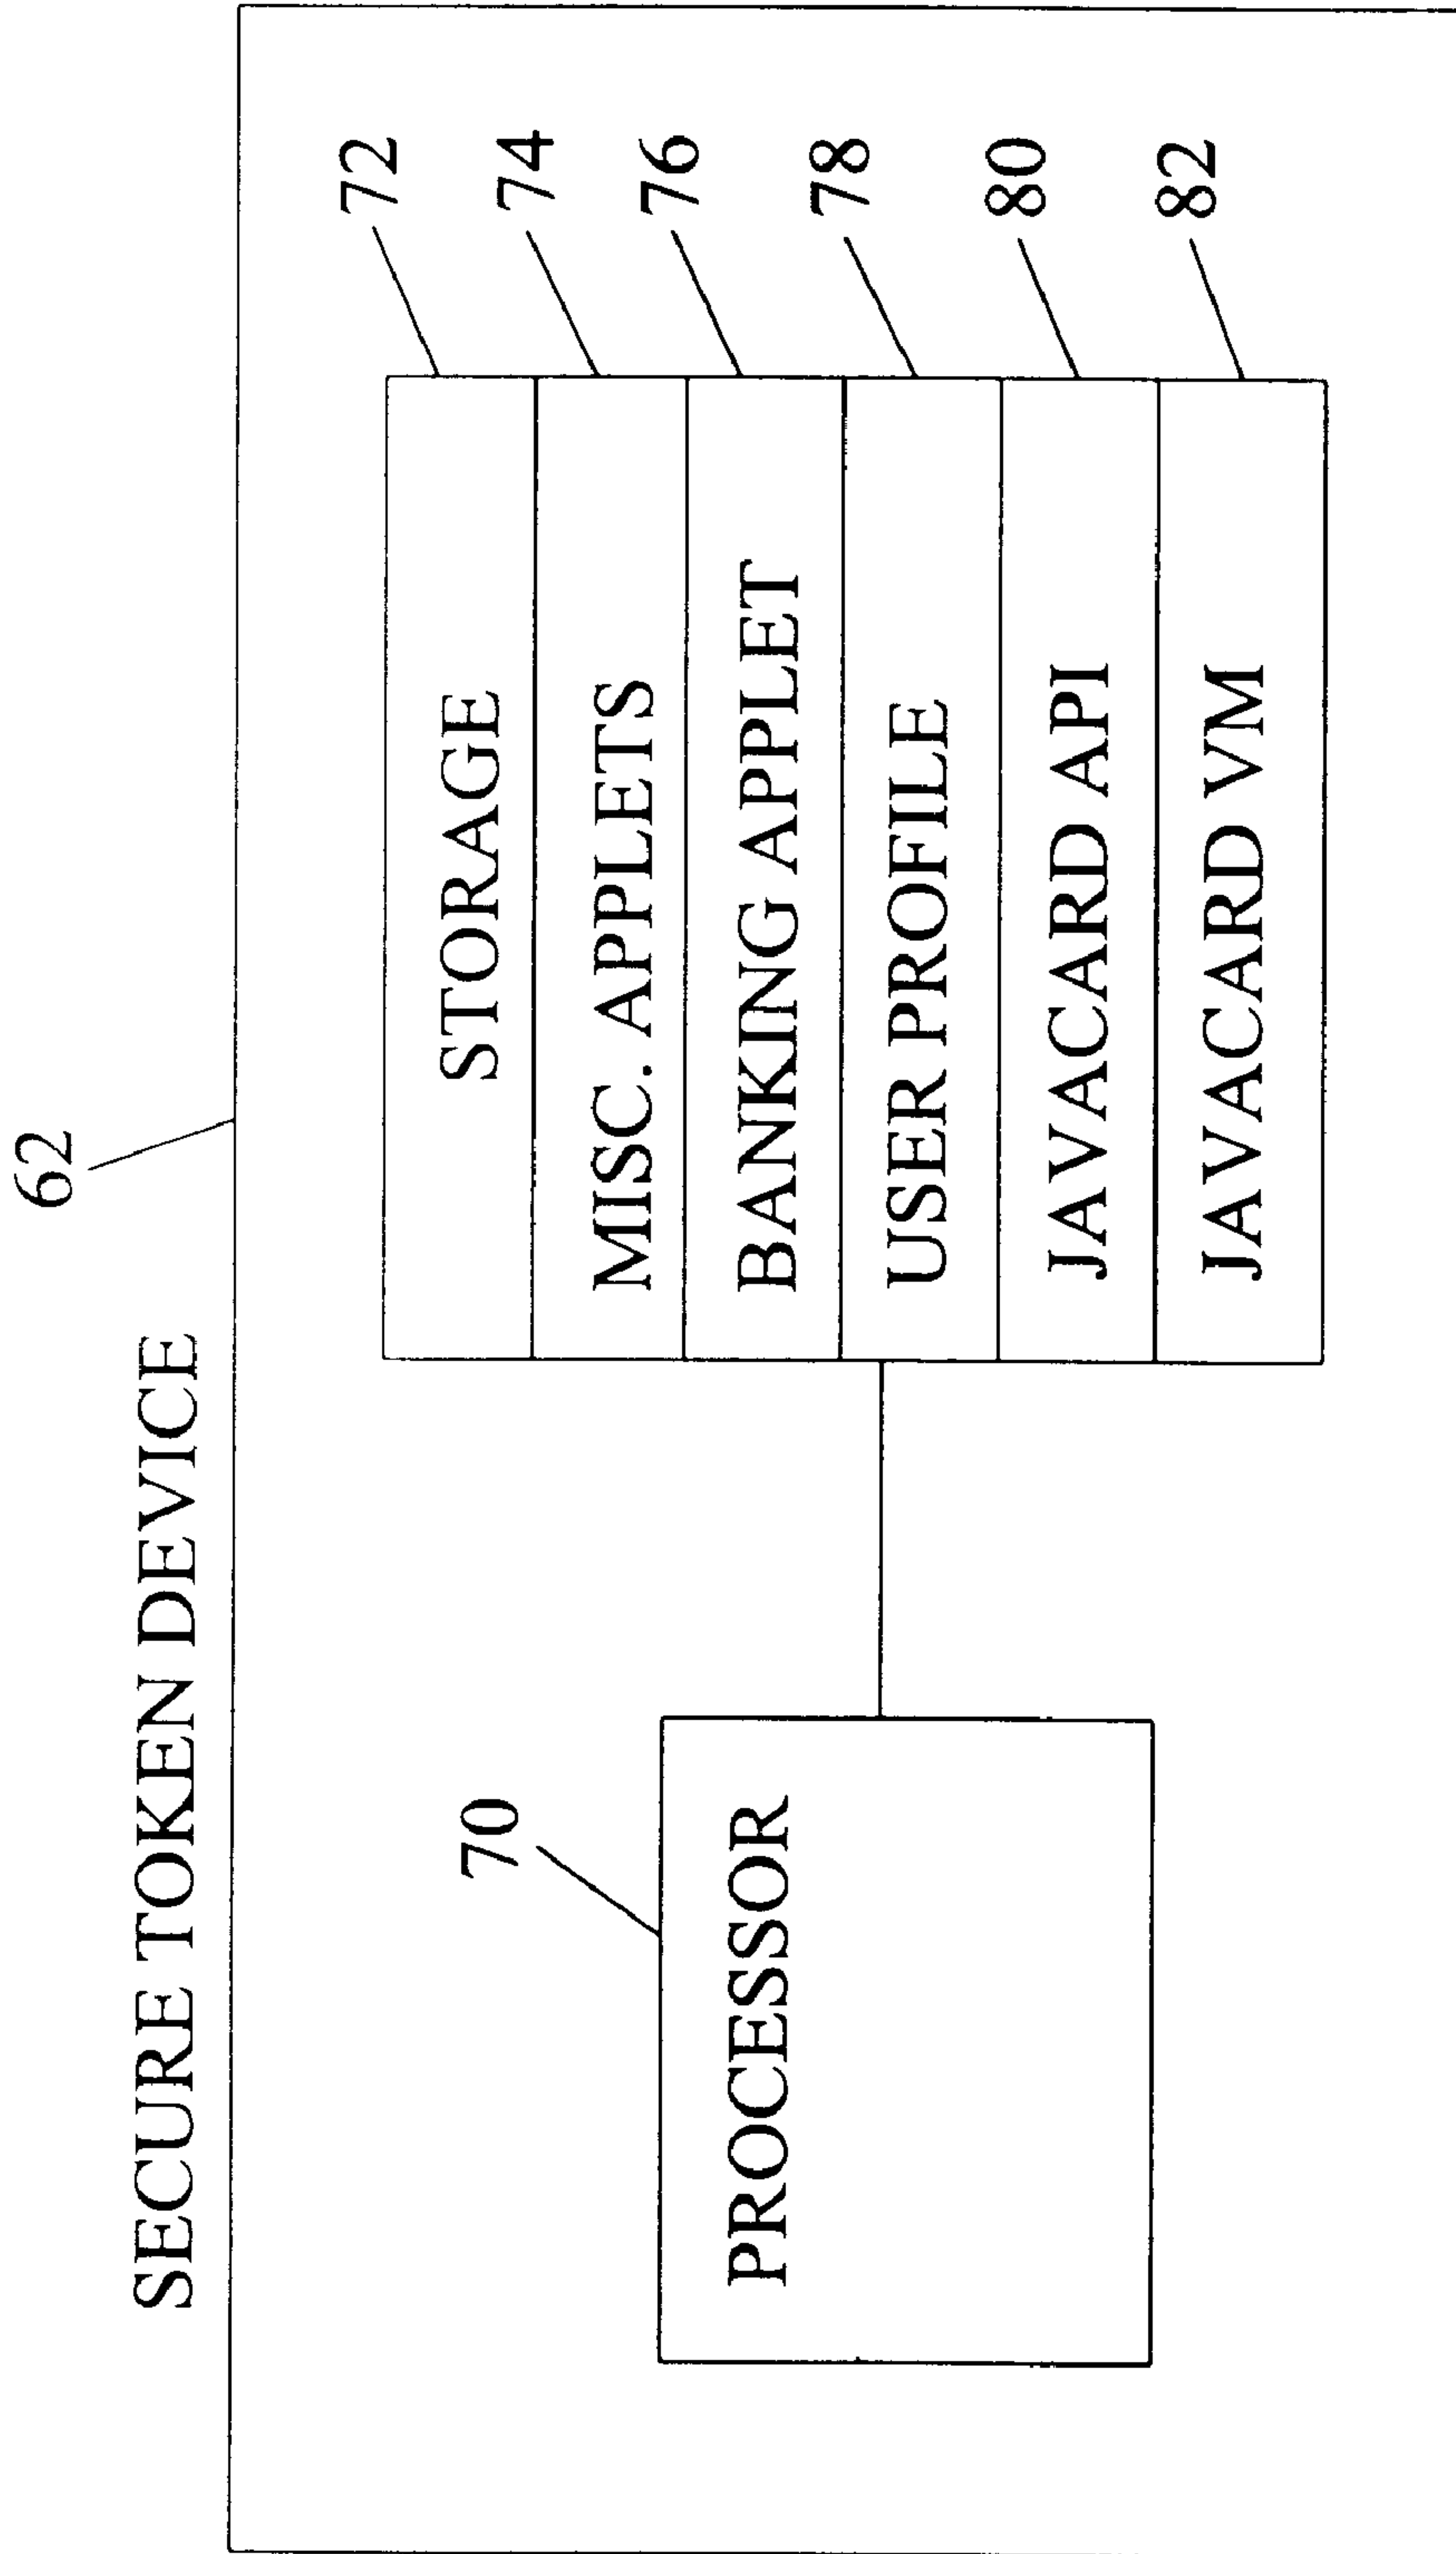 62
SECURE TOKEN DEVICE
70
PROCESSOR
STORAGE
72
MISC. APPLETS
74
BANKING APPLET
76
USER PROFILE
78
JAVACARD API
80
JAVACARD VM
82